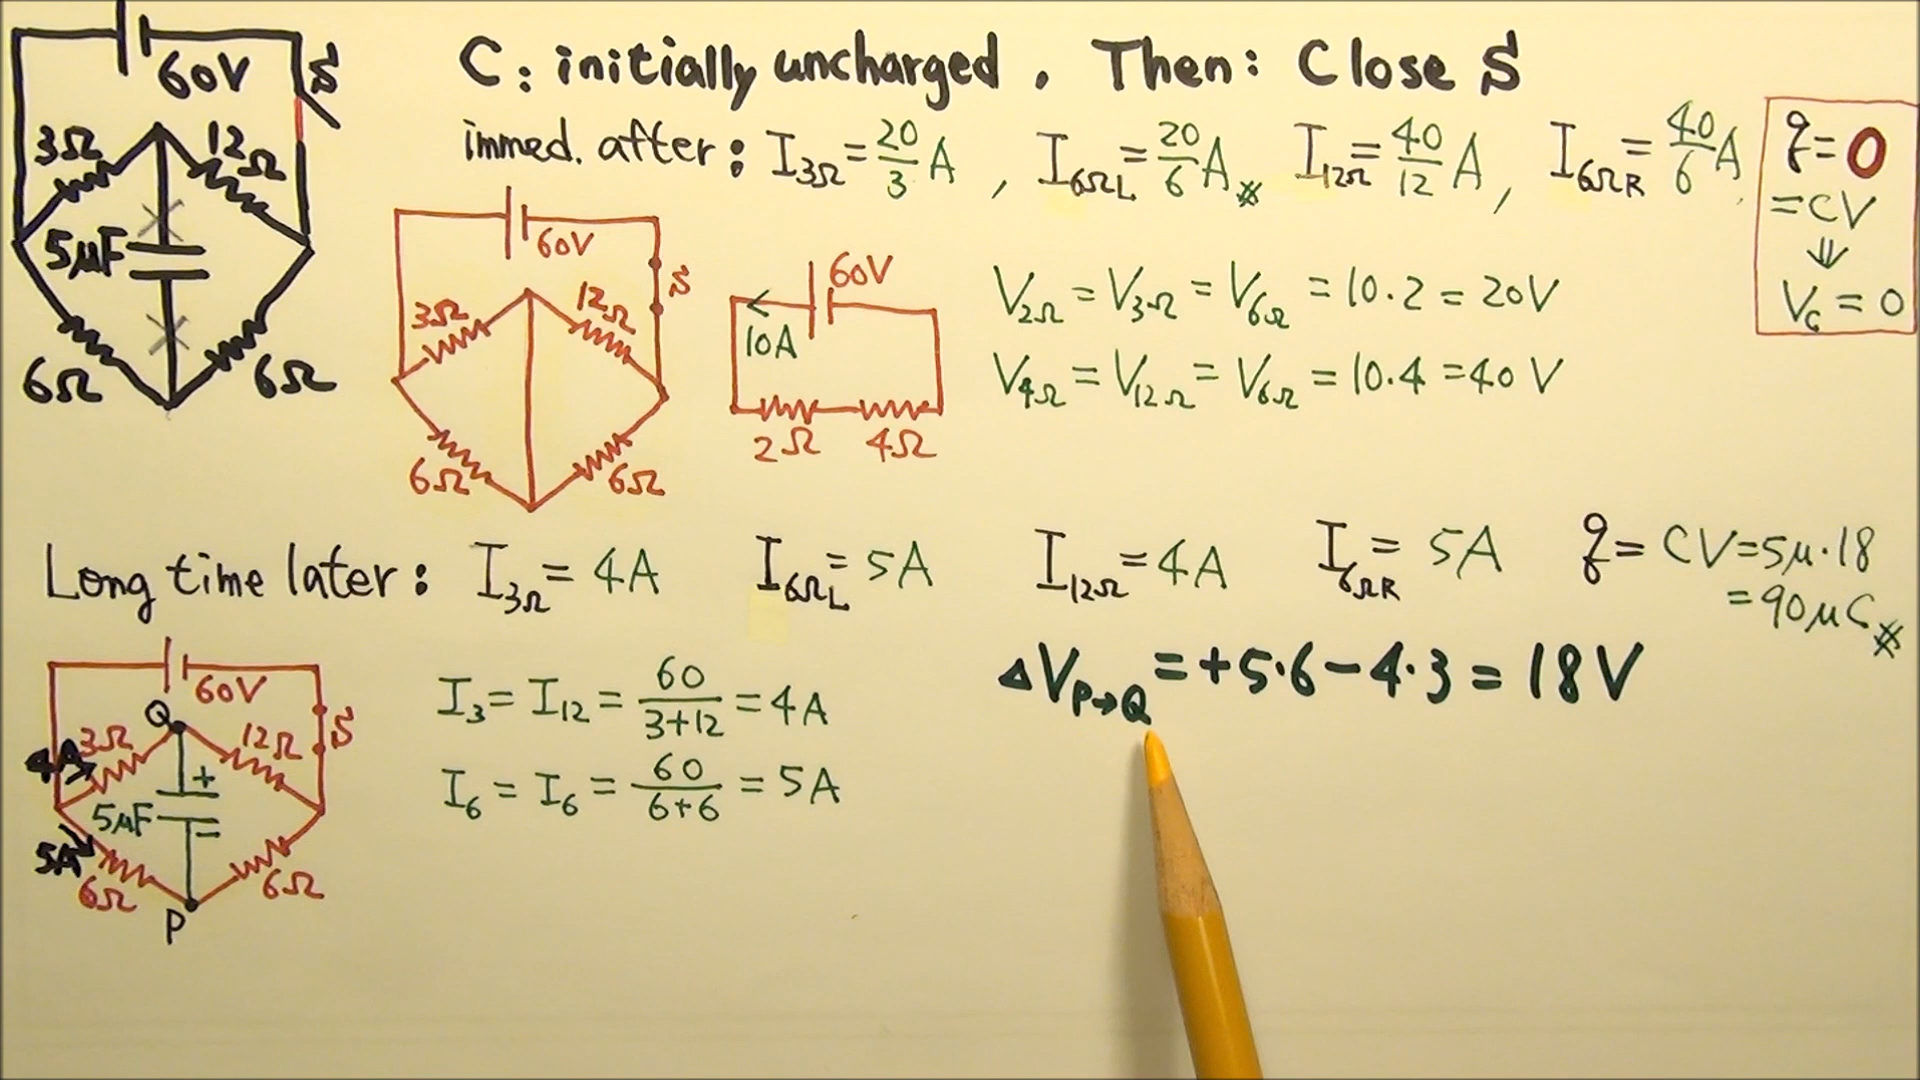 C: initially uncharged. Then: Close S
immed. after: I3Ω = 20/3 A, I6ΩL = 20/6 A* I12Ω = 40/12 A, I6ΩR = 40/6 A
q = 0
= CV
⇓
Vc = 0
60V
S
3Ω
12Ω
5μF
6Ω
6Ω
60V
S
3Ω
12Ω
6Ω
6Ω
60V
10A
2Ω
4Ω
V2Ω = V3Ω = V6Ω = 10·2 = 20V
V4Ω = V12Ω = V6Ω = 10·4 = 40V
Long time later: I3Ω = 4A I6ΩL = 5A I12Ω = 4A I6ΩR = 5A q = CV = 5μ·18
= 90μC*
60V
S
Q
3Ω
12Ω
4A
+
5μF
−
5A
6Ω
6Ω
P
I3 = I12 = 60/(3+12) = 4A
I6 = I6 = 60/(6+6) = 5A
ΔVP→Q = +5·6−4·3 = 18V